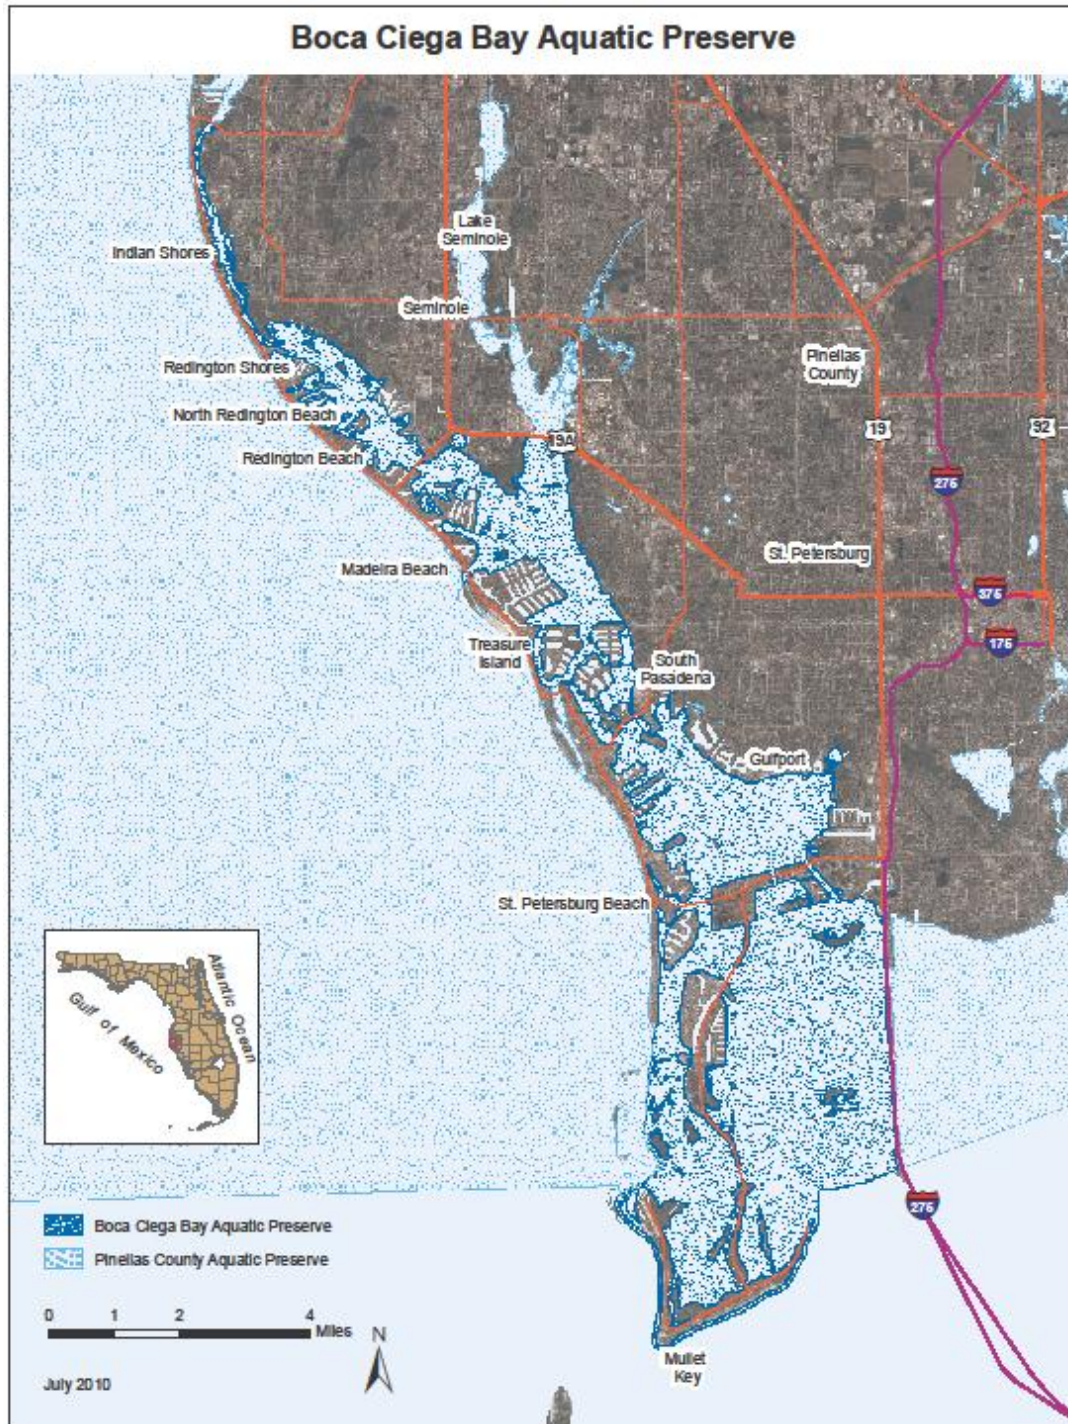 Boca Ciega Bay Aquatic Preserve
Indian Shores
Lake
Seminole
Seminole
Redington Shores
Pinellas
County
North Redington Beach
19
92
19A
Redington Beach
276
St. Petersburg
Madeira Beach
375
175
Treasure
Island
South
Pasadena
Gulfport
St. Petersburg Beach
Atlantic Ocean
Gulf of Mexico
276
Boca Ciega Bay Aquatic Preserve
Pinellas County Aquatic Preserve
0 1 2 4
Miles
N
July 2010
Mullet
Key